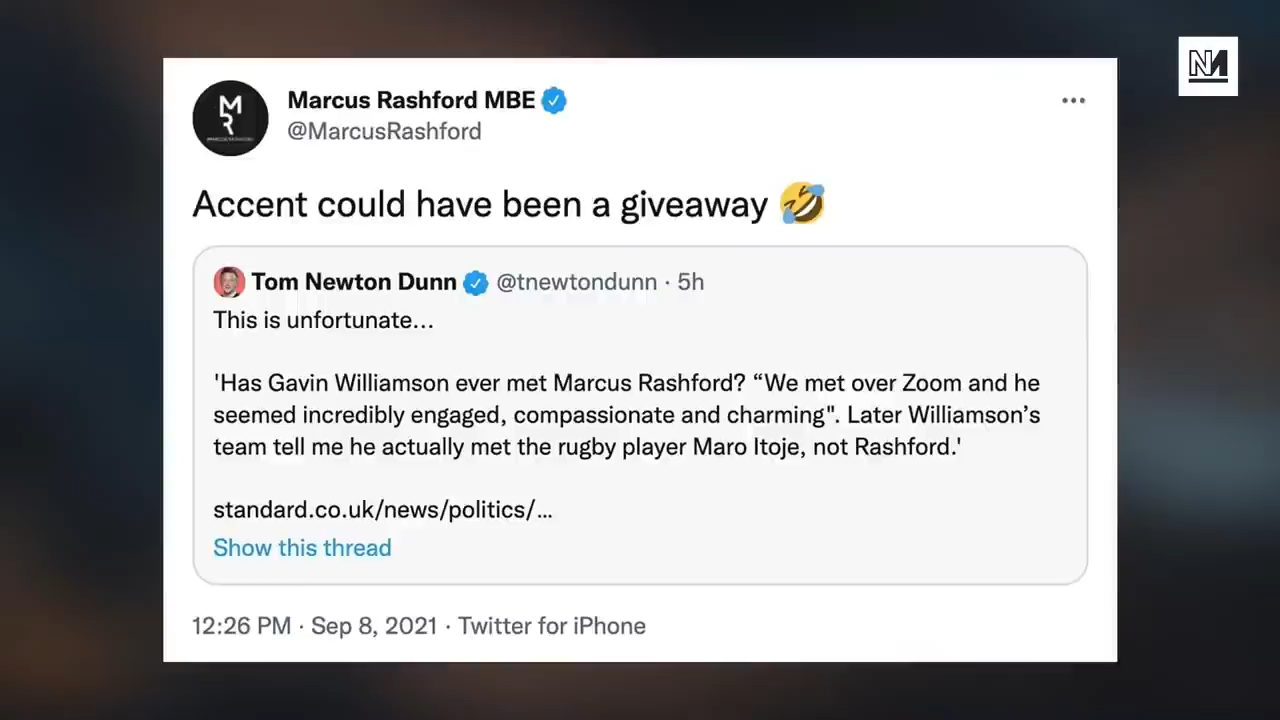 NM
MR
Marcus Rashford MBE
@MarcusRashford
Accent could have been a giveaway 🤣
Tom Newton Dunn @tnewtondunn · 5h
This is unfortunate...
'Has Gavin Williamson ever met Marcus Rashford? “We met over Zoom and he
seemed incredibly engaged, compassionate and charming". Later Williamson’s
team tell me he actually met the rugby player Maro Itoje, not Rashford.'
standard.co.uk/news/politics/...
Show this thread
12:26 PM · Sep 8, 2021 · Twitter for iPhone